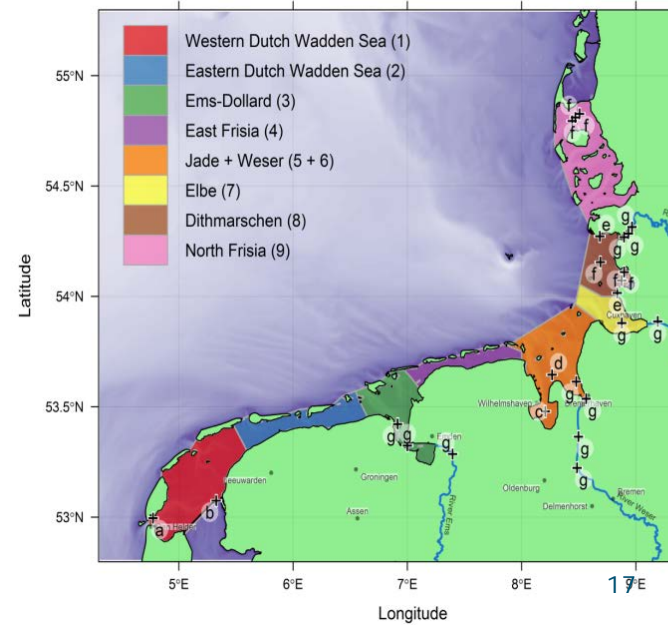 Western Dutch Wadden Sea (1)
Eastern Dutch Wadden Sea (2)
Ems-Dollard (3)
East Frisia (4)
Jade + Weser (5 + 6)
Elbe (7)
Dithmarschen (8)
North Frisia (9)
55°N
54.5°N
54°N
53.5°N
53°N
Latitude
f
f
f
g
e
g
g
f
f
f
e
Cuxhaven
g
g
d
Wilhelmshaven
c
g
g
g
g
g
g
Leeuwarden
Groningen
Assen
b
a
Oldenburg
Delmenhorst
Bremen
River Ems
River Weser
5°E
6°E
7°E
8°E
9°E
17
Longitude